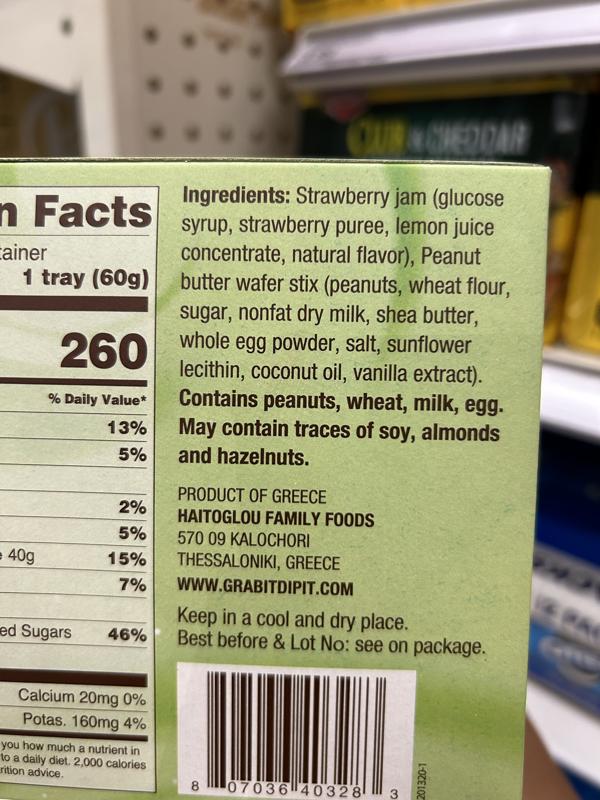 n Facts
tainer
1 tray (60g)
260
% Daily Value*
13%
5%
2%
5%
e 40g 15%
7%
ed Sugars 46%
Calcium 20mg 0%
Potas. 160mg 4%
you how much a nutrient in
to a daily diet. 2,000 calories
rition advice.
Ingredients: Strawberry jam (glucose
syrup, strawberry puree, lemon juice
concentrate, natural flavor), Peanut
butter wafer stix (peanuts, wheat flour,
sugar, nonfat dry milk, shea butter,
whole egg powder, salt, sunflower
lecithin, coconut oil, vanilla extract).
Contains peanuts, wheat, milk, egg.
May contain traces of soy, almonds
and hazelnuts.
PRODUCT OF GREECE
HAITOGLOU FAMILY FOODS
570 09 KALOCHORI
THESSALONIKI, GREECE
WWW.GRABITDIPIT.COM
Keep in a cool and dry place.
Best before & Lot No: see on package.
8 07036 40328 3
201320-1
CHEDDAR